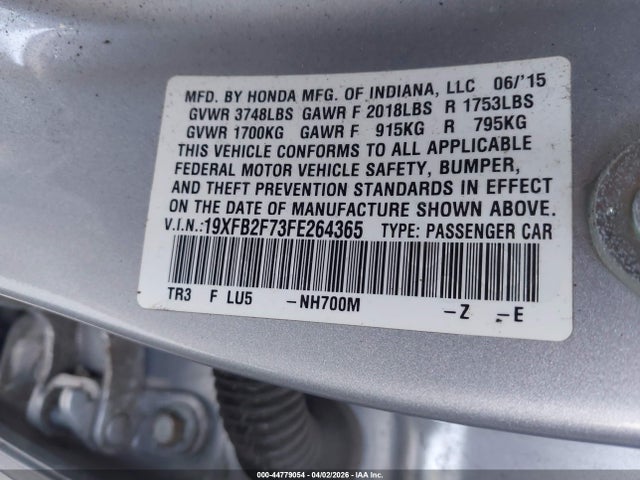 MFD. BY HONDA MFG. OF INDIANA, LLC 06/'15
GVWR 3748LBS GAWR F 2018LBS R 1753LBS
GVWR 1700KG GAWR F 915KG R 795KG
THIS VEHICLE CONFORMS TO ALL APPLICABLE
FEDERAL MOTOR VEHICLE SAFETY, BUMPER,
AND THEFT PREVENTION STANDARDS IN EFFECT
ON THE DATE OF MANUFACTURE SHOWN ABOVE.
V.I.N.:19XFB2F73FE264365 TYPE: PASSENGER CAR
TR3 F LU5 -NH700M -Z -E
000-44779054 | 04/02/2026 | IAA Inc.